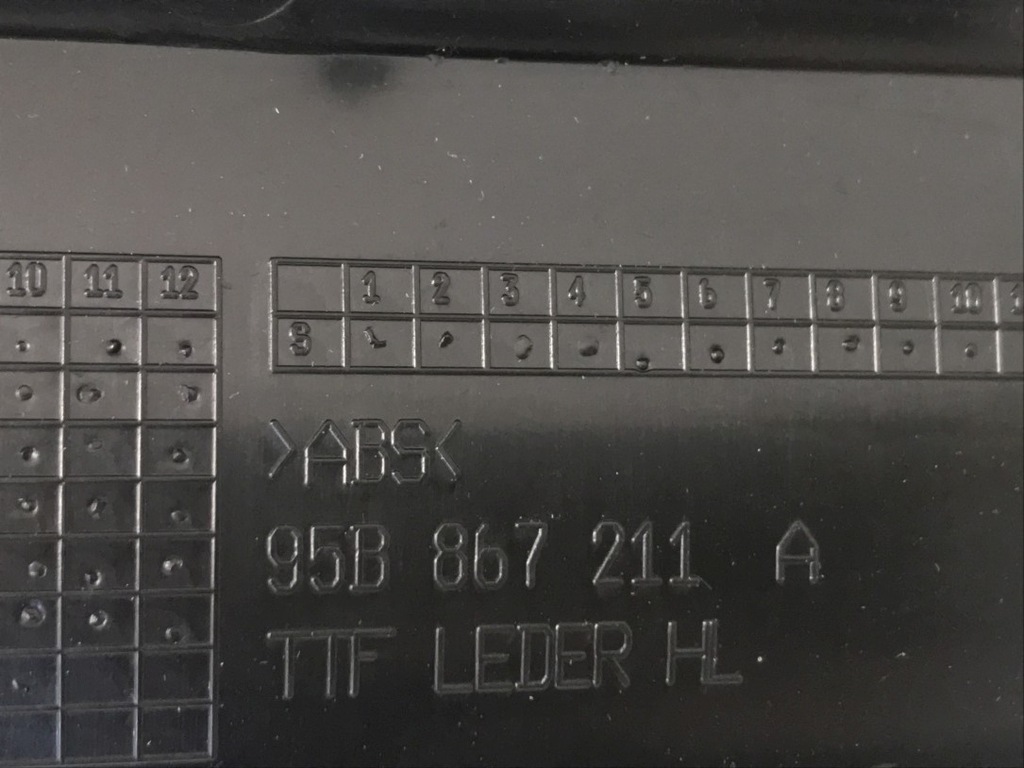 10 11 12
1 2 3 4 5 6 7 8 9 10
S
>ABS<
95B 867 211 A
TTF LEDER HL